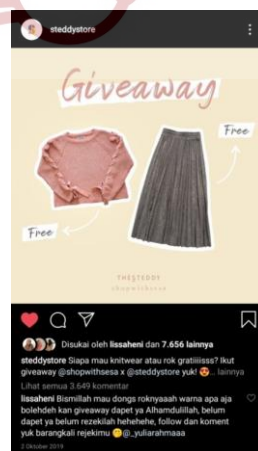 steddystore
Giveaway
Free
Free
THESTEDDY
shopwithsesa
Disukai oleh lissaheni dan 7.656 lainnya
steddystore Siapa mau knitwear atau rok gratiiiisss? Ikut
giveaway @shopwithsesa x @steddystore yuk! 😍... lainnya
Lihat semua 3.649 komentar
lissaheni Bismillah mau dongs roknyaaah warna apa aja
bolehdeh kan giveaway dapet ya Alhamdulillah, belum
dapet ya belum rezekilah hehehehe, follow dan koment
yuk barangkali rejekimu 🤭@_yuliarahmaaa
2 Oktober 2019